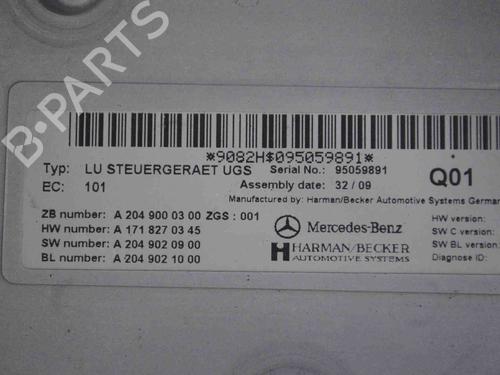 B-PARTS
*9082H$095059891*
Typ: LU STEUERGERAET UGS Serial No.: 95059891 Q01
EC: 101 Assembly date: 32 / 09
Manufactured by: Harman/Becker Automotive Systems German
ZB number: A 204 900 03 00 ZGS : 001
HW number: A 171 827 03 45
SW number: A 204 902 09 00
BL number: A 204 902 10 00
Mercedes-Benz
HARMAN/BECKER
AUTOMOTIVE SYSTEMS
HW version:
SW C version:
SW BL version:
Diagnose ID: